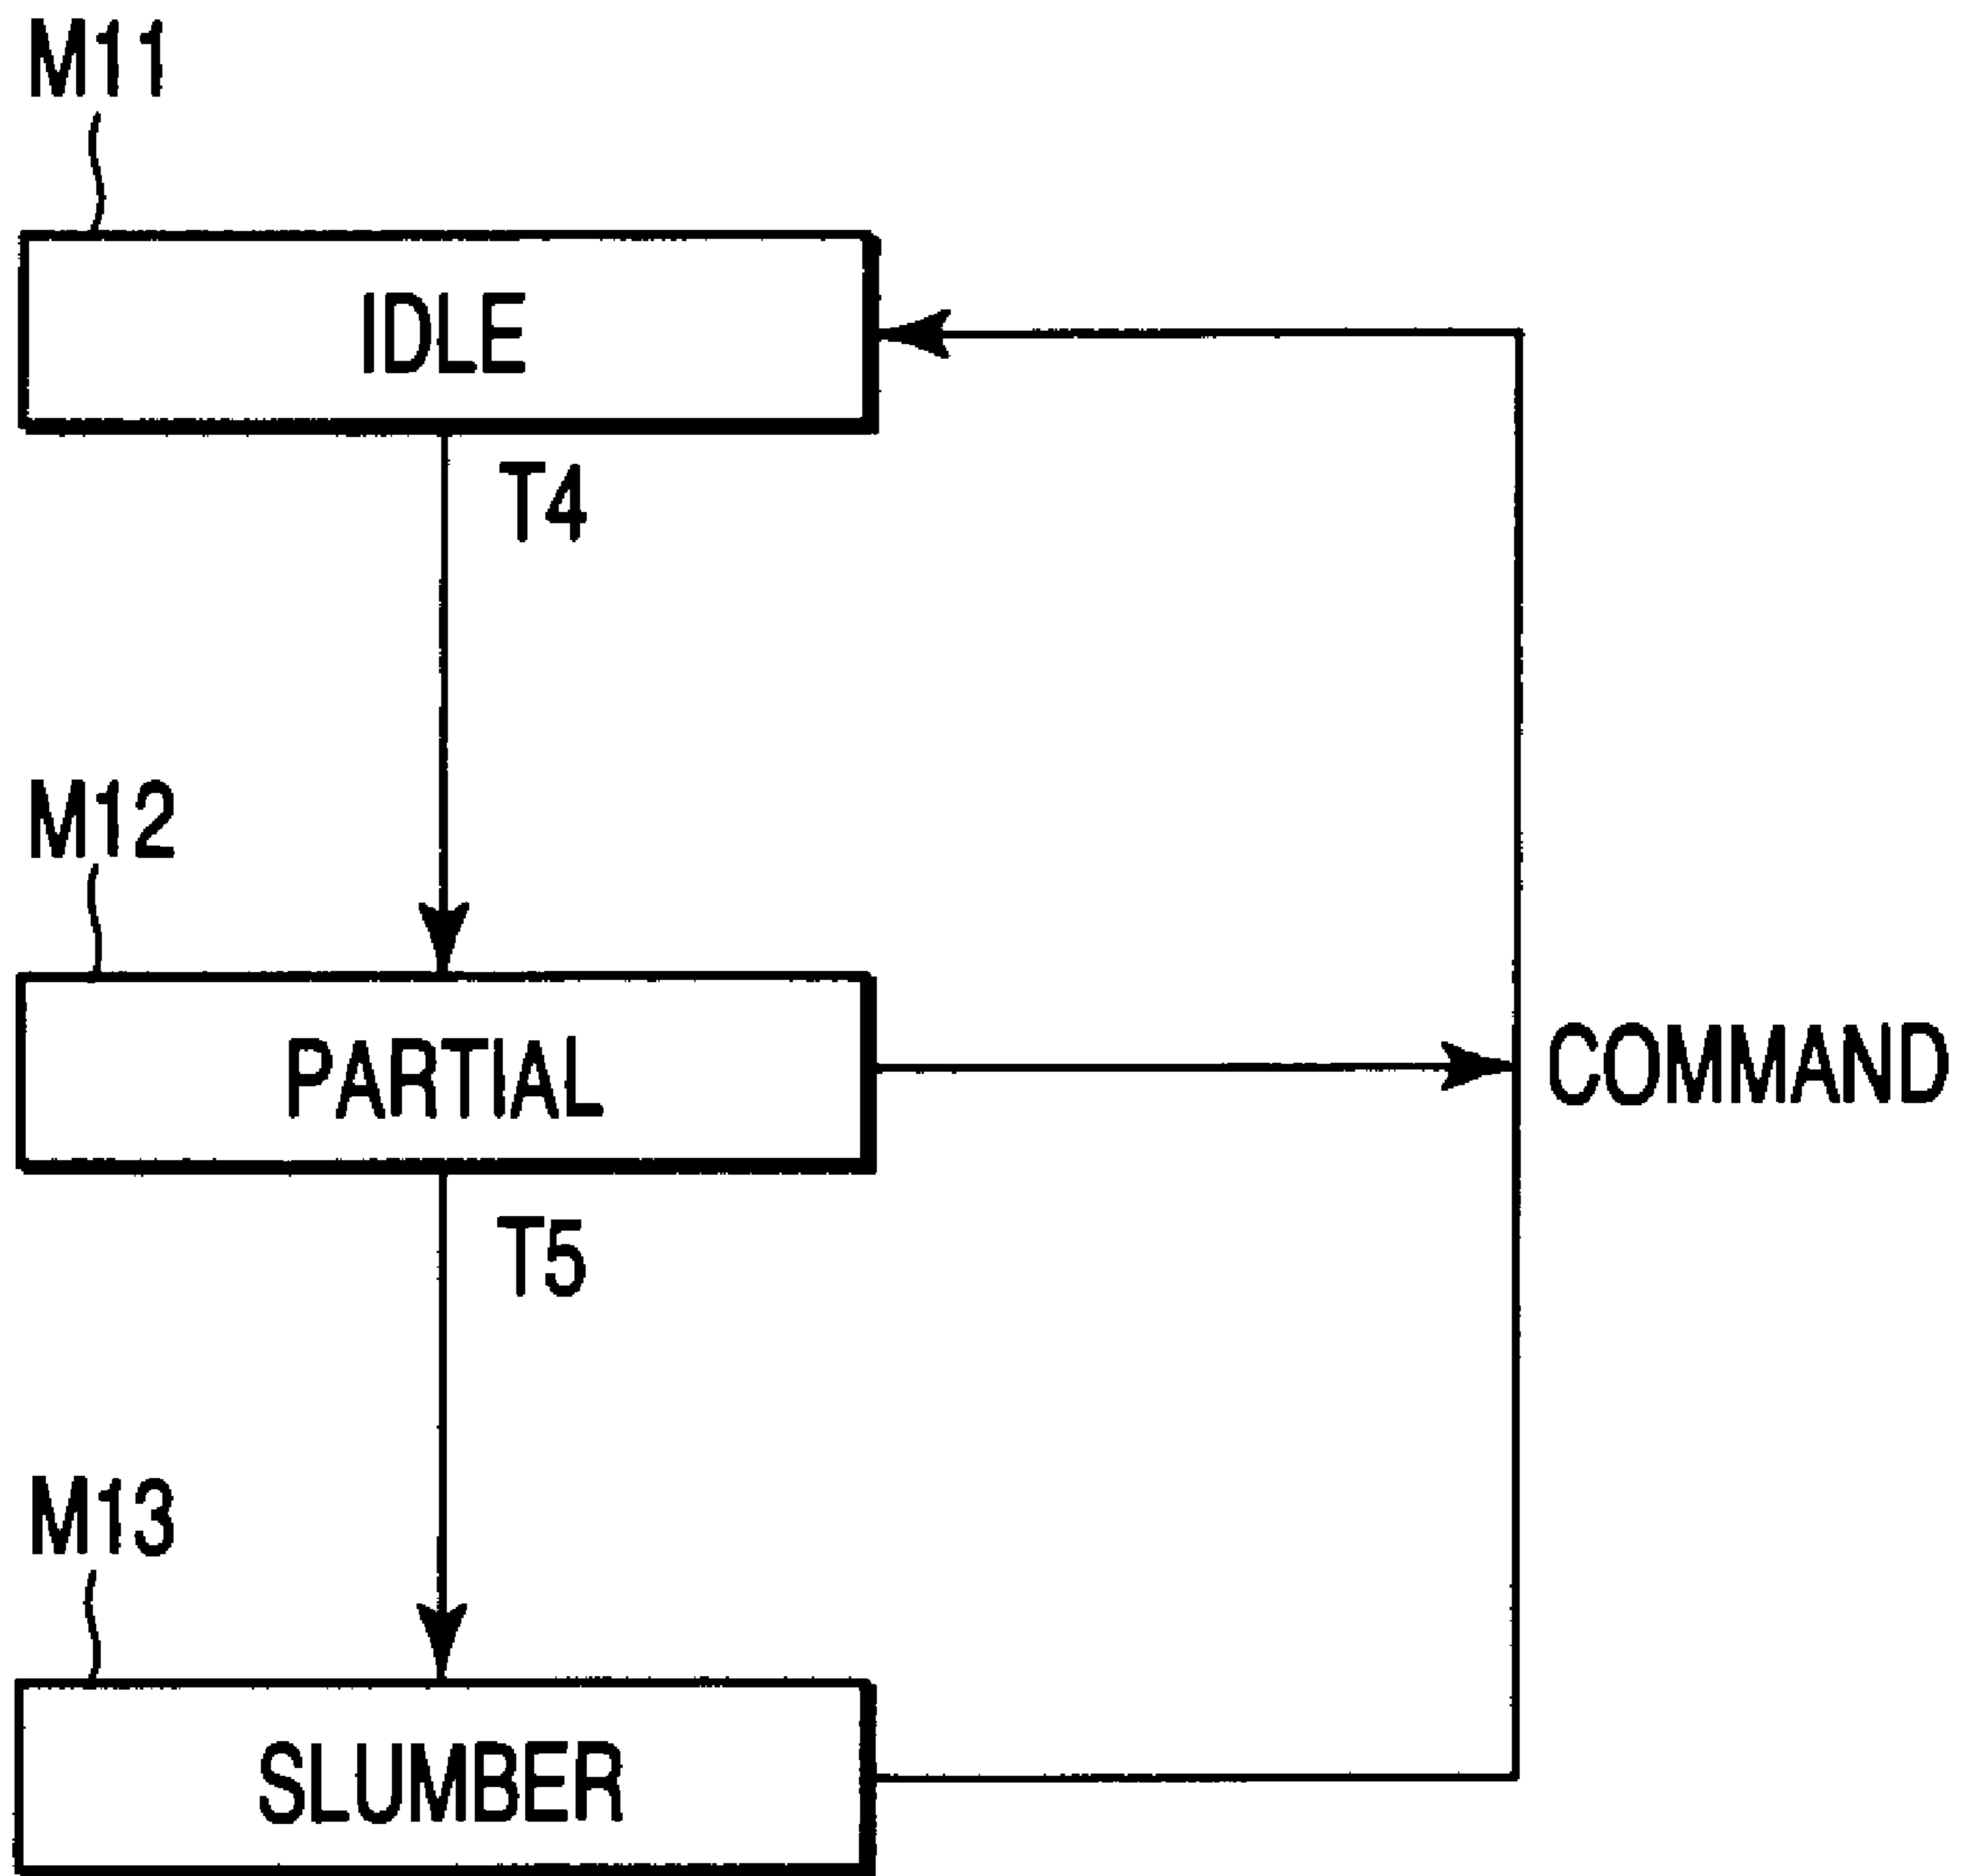 M11
IDLE
T4
M12
PARTIAL
COMMAND
T5
M13
SLUMBER